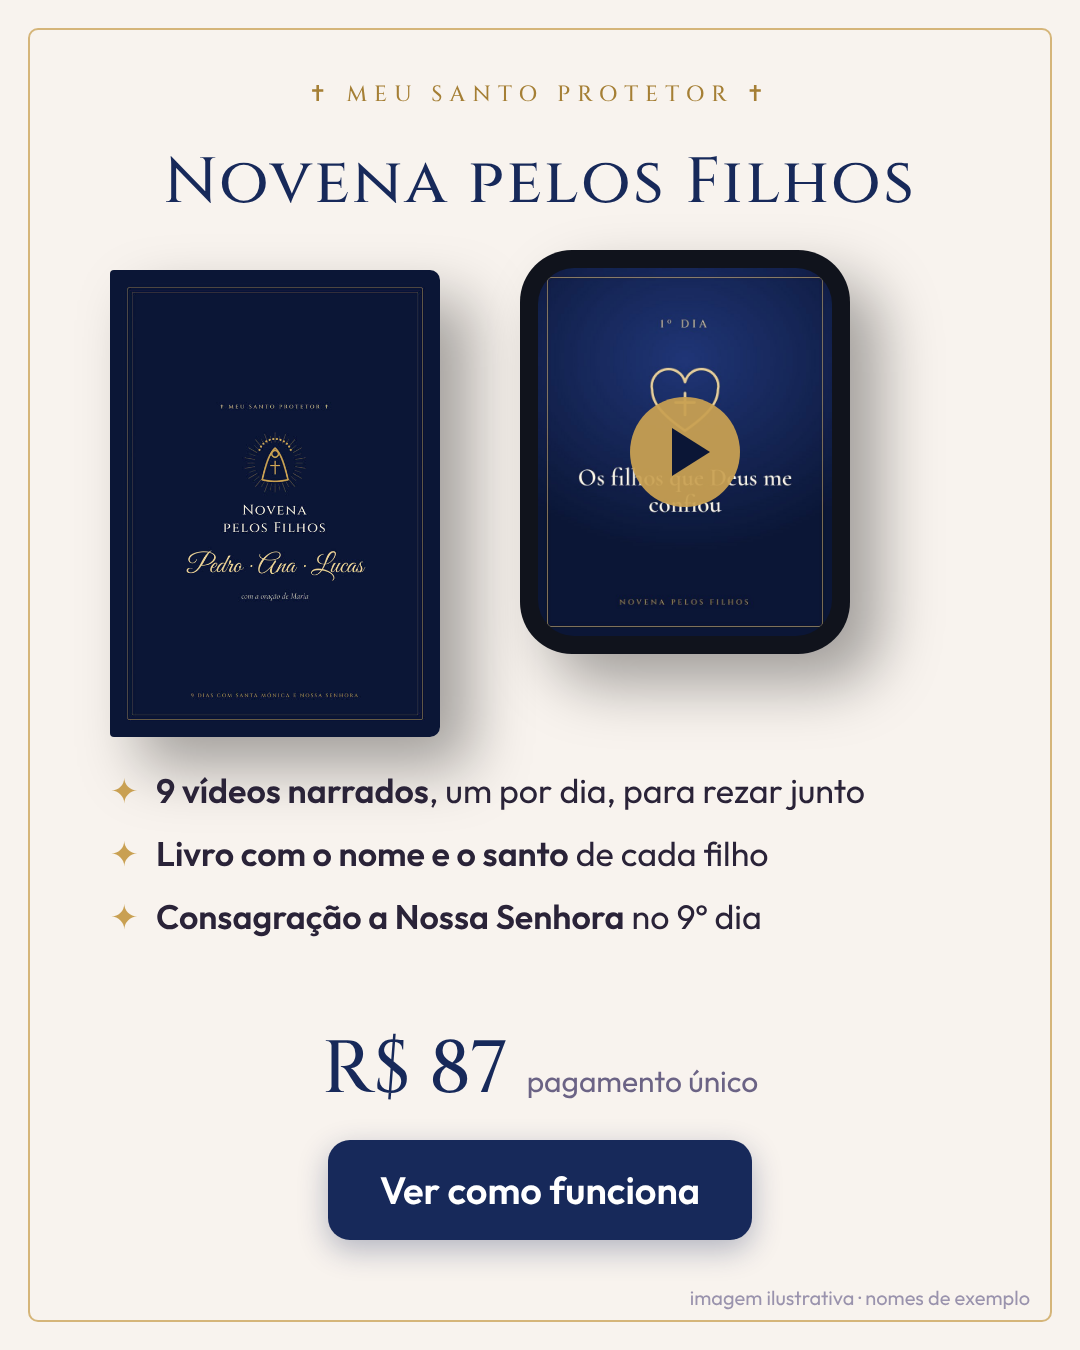 ✝ MEU SANTO PROTETOR ✝
Novena pelos Filhos
✝ MEU SANTO PROTETOR ✝
Novena
pelos Filhos
Pedro · Ana · Lucas
com a oração de Maria
9 DIAS COM SANTA MÔNICA E NOSSA SENHORA
1º DIA
Os filhos que Deus me
confiou
NOVENA PELOS FILHOS
✦ 9 vídeos narrados, um por dia, para rezar junto
✦ Livro com o nome e o santo de cada filho
✦ Consagração a Nossa Senhora no 9º dia
R$ 87 pagamento único
Ver como funciona
imagem ilustrativa · nomes de exemplo